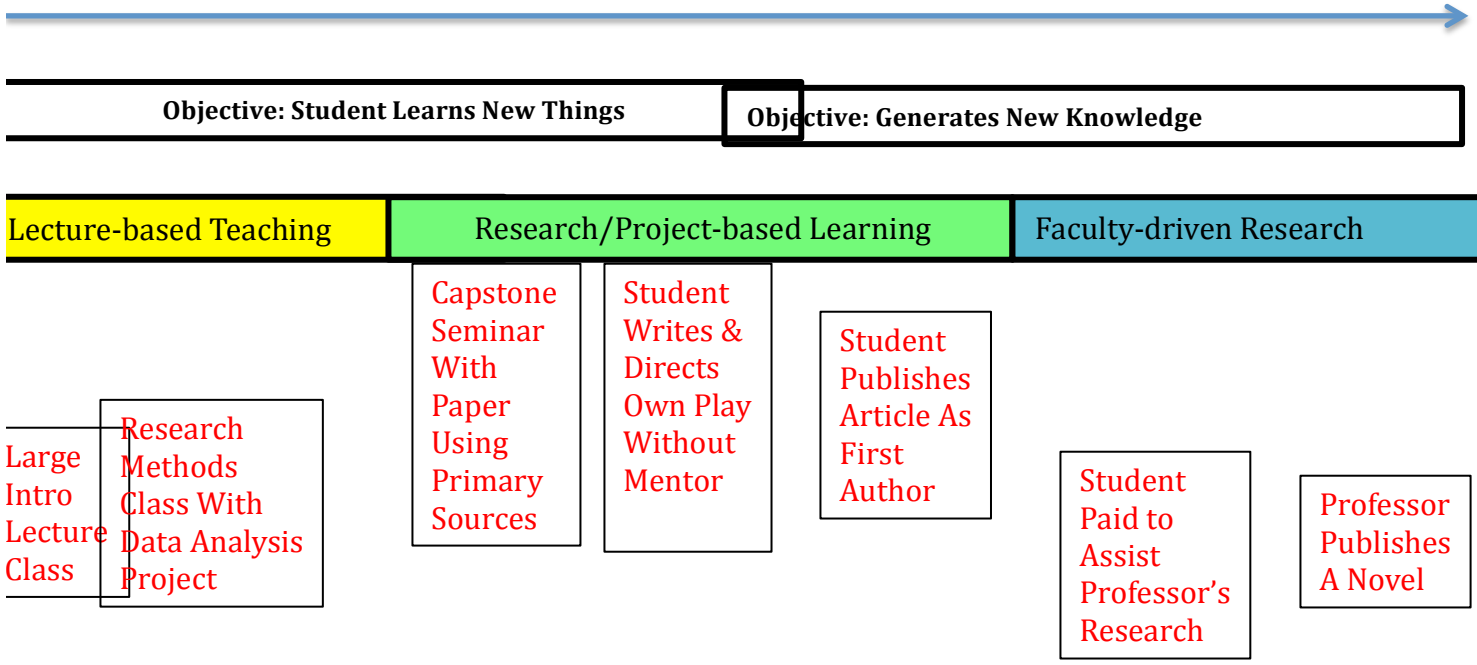 Objective: Student Learns New Things
Objective: Generates New Knowledge
Lecture-based Teaching
Research/Project-based Learning
Faculty-driven Research
Large
Intro
Lecture
Class
Research
Methods
Class With
Data Analysis
Project
Capstone
Seminar
With
Paper
Using
Primary
Sources
Student
Writes &
Directs
Own Play
Without
Mentor
Student
Publishes
Article As
First
Author
Student
Paid to
Assist
Professor’s
Research
Professor
Publishes
A Novel